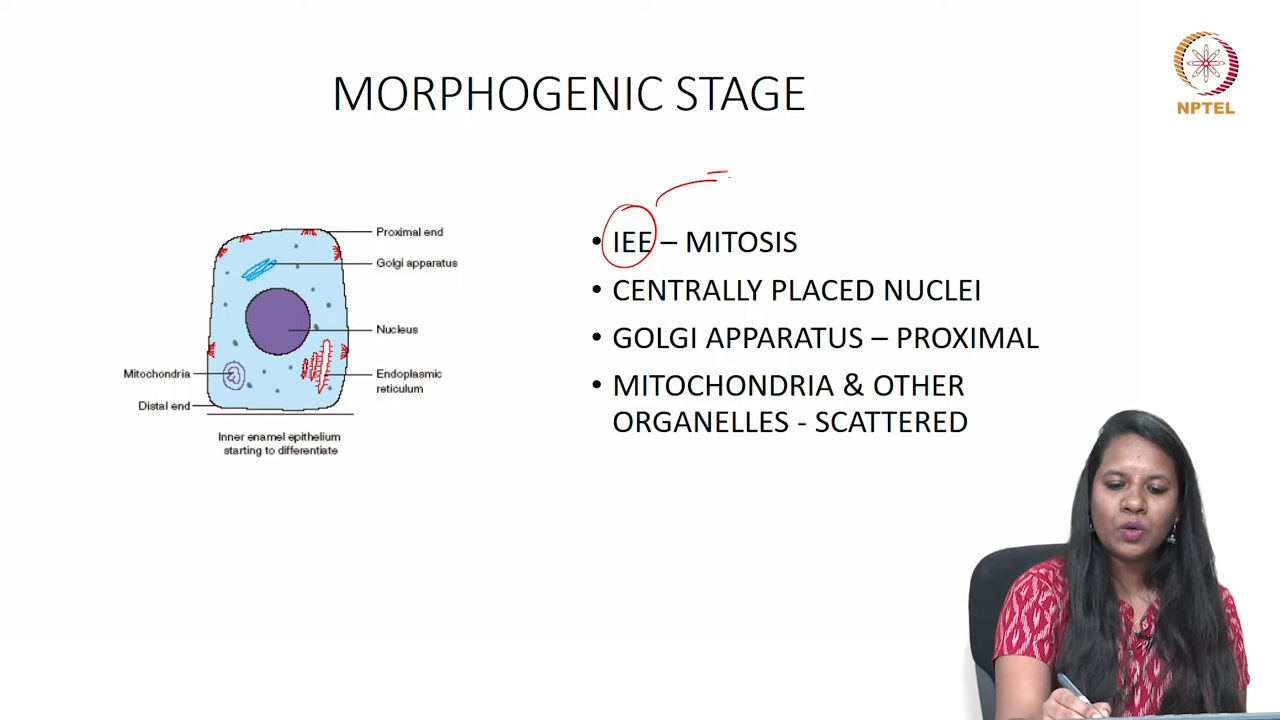 MORPHOGENIC STAGE
NPTEL
Proximal end
Golgi apparatus
Nucleus
Mitochondria
Endoplasmic
reticulum
Distal end
Inner enamel epithelium
starting to differentiate
• IEE – MITOSIS
• CENTRALLY PLACED NUCLEI
• GOLGI APPARATUS – PROXIMAL
• MITOCHONDRIA & OTHER
ORGANELLES - SCATTERED